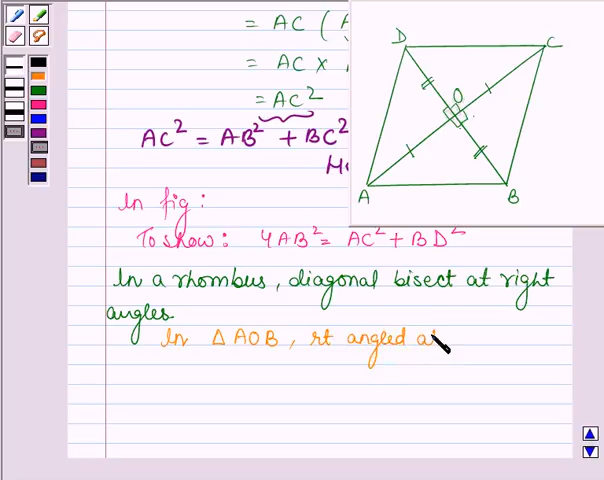 = AC (
= AC ×
= AC²
AC² = AB² + BC²
In fig:
To show: 4AB² = AC² + BD²
In a rhombus, diagonal bisect at right
angles.
In △AOB, rt angled at
D
C
O
A
B